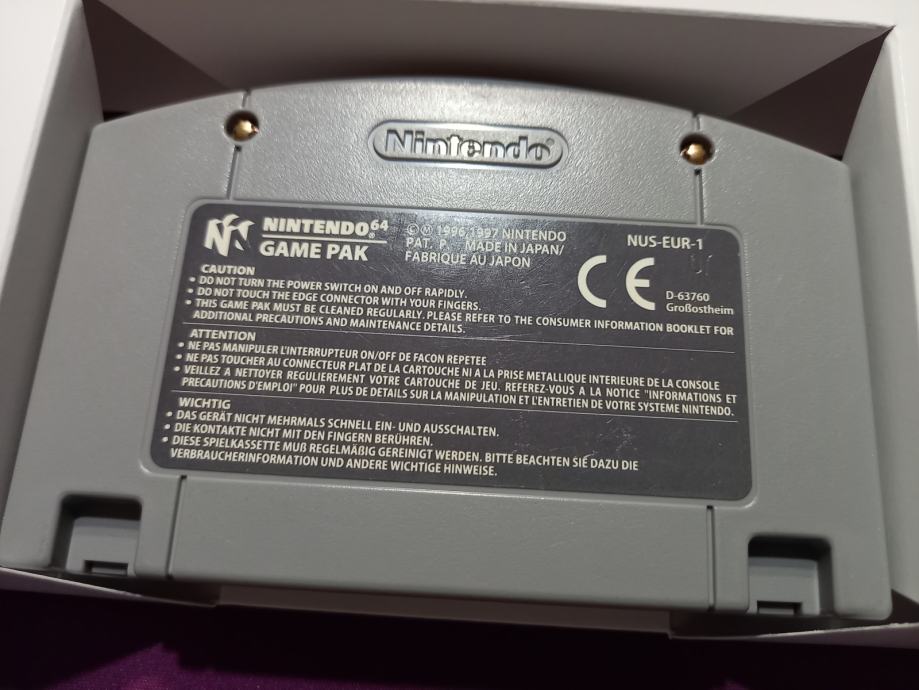 Nintendo®
NINTENDO 64
GAME PAK
©Ⓜ 1996,1997 NINTENDO
PAT. P. MADE IN JAPAN/
FABRIQUE AU JAPON
NUS-EUR-1
CE
D-63760
Großostheim
CAUTION
• DO NOT TURN THE POWER SWITCH ON AND OFF RAPIDLY.
• DO NOT TOUCH THE EDGE CONNECTOR WITH YOUR FINGERS.
• THIS GAME PAK MUST BE CLEANED REGULARLY. PLEASE REFER TO THE CONSUMER INFORMATION BOOKLET FOR
ADDITIONAL PRECAUTIONS AND MAINTENANCE DETAILS.
ATTENTION
• NE PAS MANIPULER L'INTERRUPTEUR ON/OFF DE FACON REPETEE
• NE PAS TOUCHER AU CONNECTEUR PLAT DE LA CARTOUCHE NI A LA PRISE METALLIQUE INTERIEURE DE LA CONSOLE
• VEILLEZ A NETTOYER REGULIEREMENT VOTRE CARTOUCHE DE JEU. REFEREZ-VOUS A LA NOTICE "INFORMATIONS ET
PRECAUTIONS D'EMPLOI" POUR PLUS DE DETAILS SUR LA MANIPULATION ET L'ENTRETIEN DE VOTRE SYSTEME NINTENDO.
WICHTIG
• DAS GERÄT NICHT MEHRMALS SCHNELL EIN- UND AUSSCHALTEN.
• DIE KONTAKTE NICHT MIT DEN FINGERN BERÜHREN.
• DIESE SPIELKASSETTE MUß REGELMÄßIG GEREINIGT WERDEN. BITTE BEACHTEN SIE DAZU DIE
VERBRAUCHERINFORMATION UND ANDERE WICHTIGE HINWEISE.